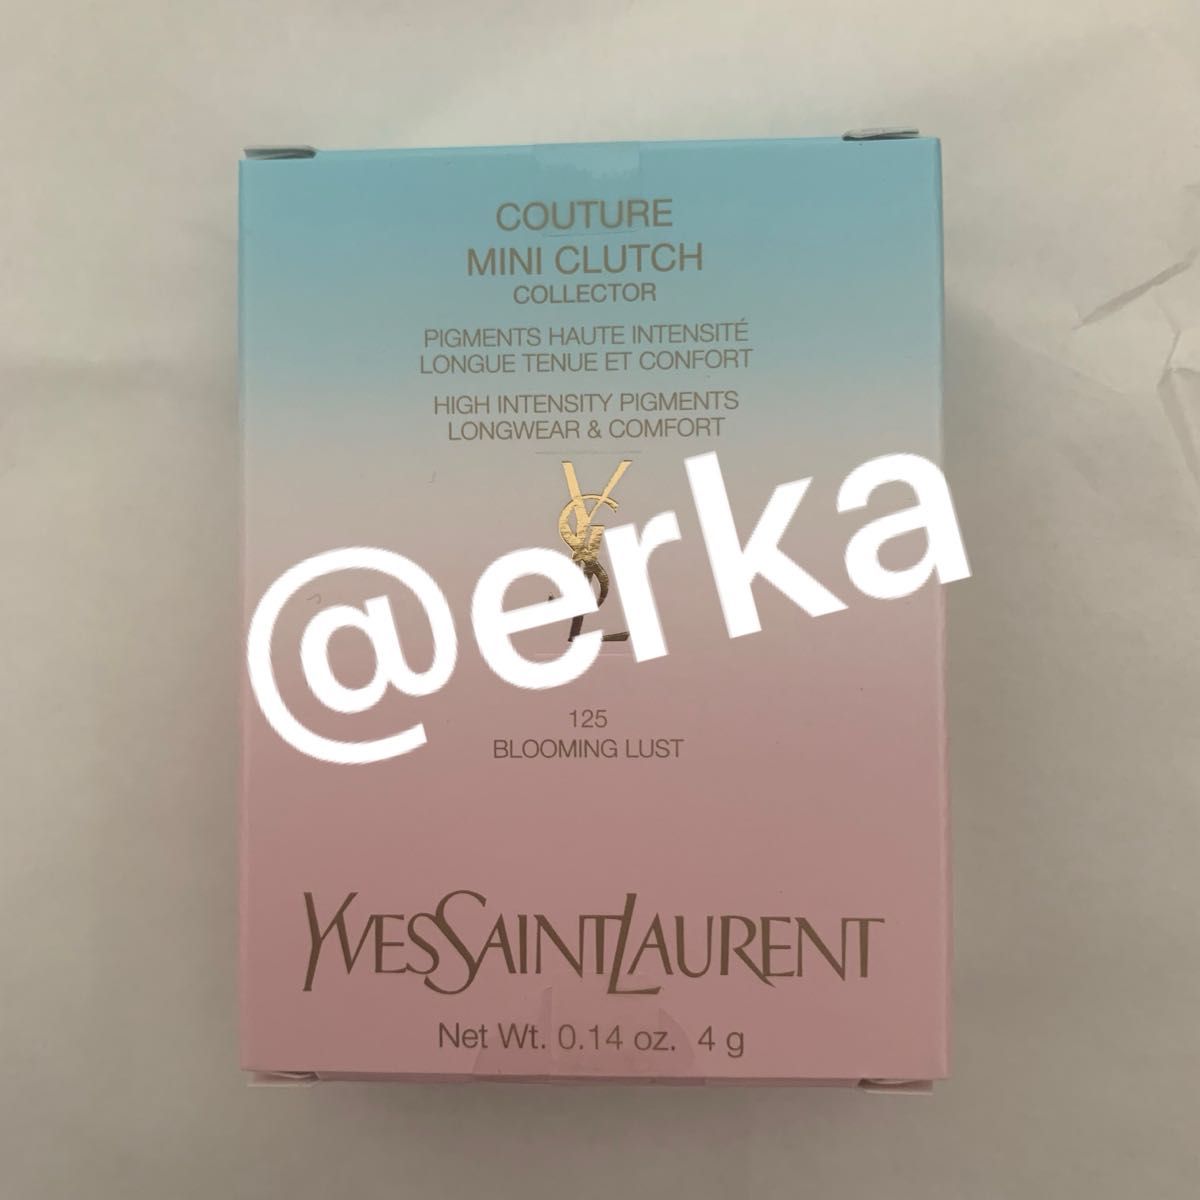 COUTURE
MINI CLUTCH
COLLECTOR
PIGMENTS HAUTE INTENSITÉ
LONGUE TENUE ET CONFORT
HIGH INTENSITY PIGMENTS
LONGWEAR & COMFORT
YSL
@erka
125
BLOOMING LUST
YVESSAINTLAURENT
Net Wt. 0.14 oz. 4 g